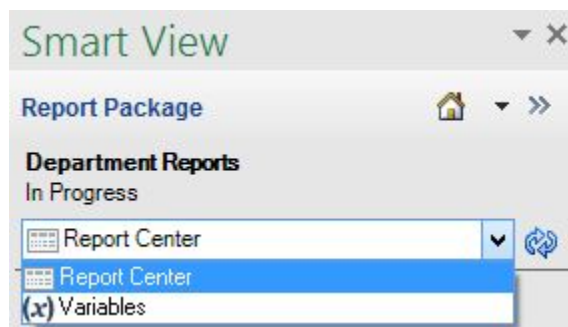 Smart View
Report Package
Department Reports
In Progress
Report Center
Report Center
(x) Variables